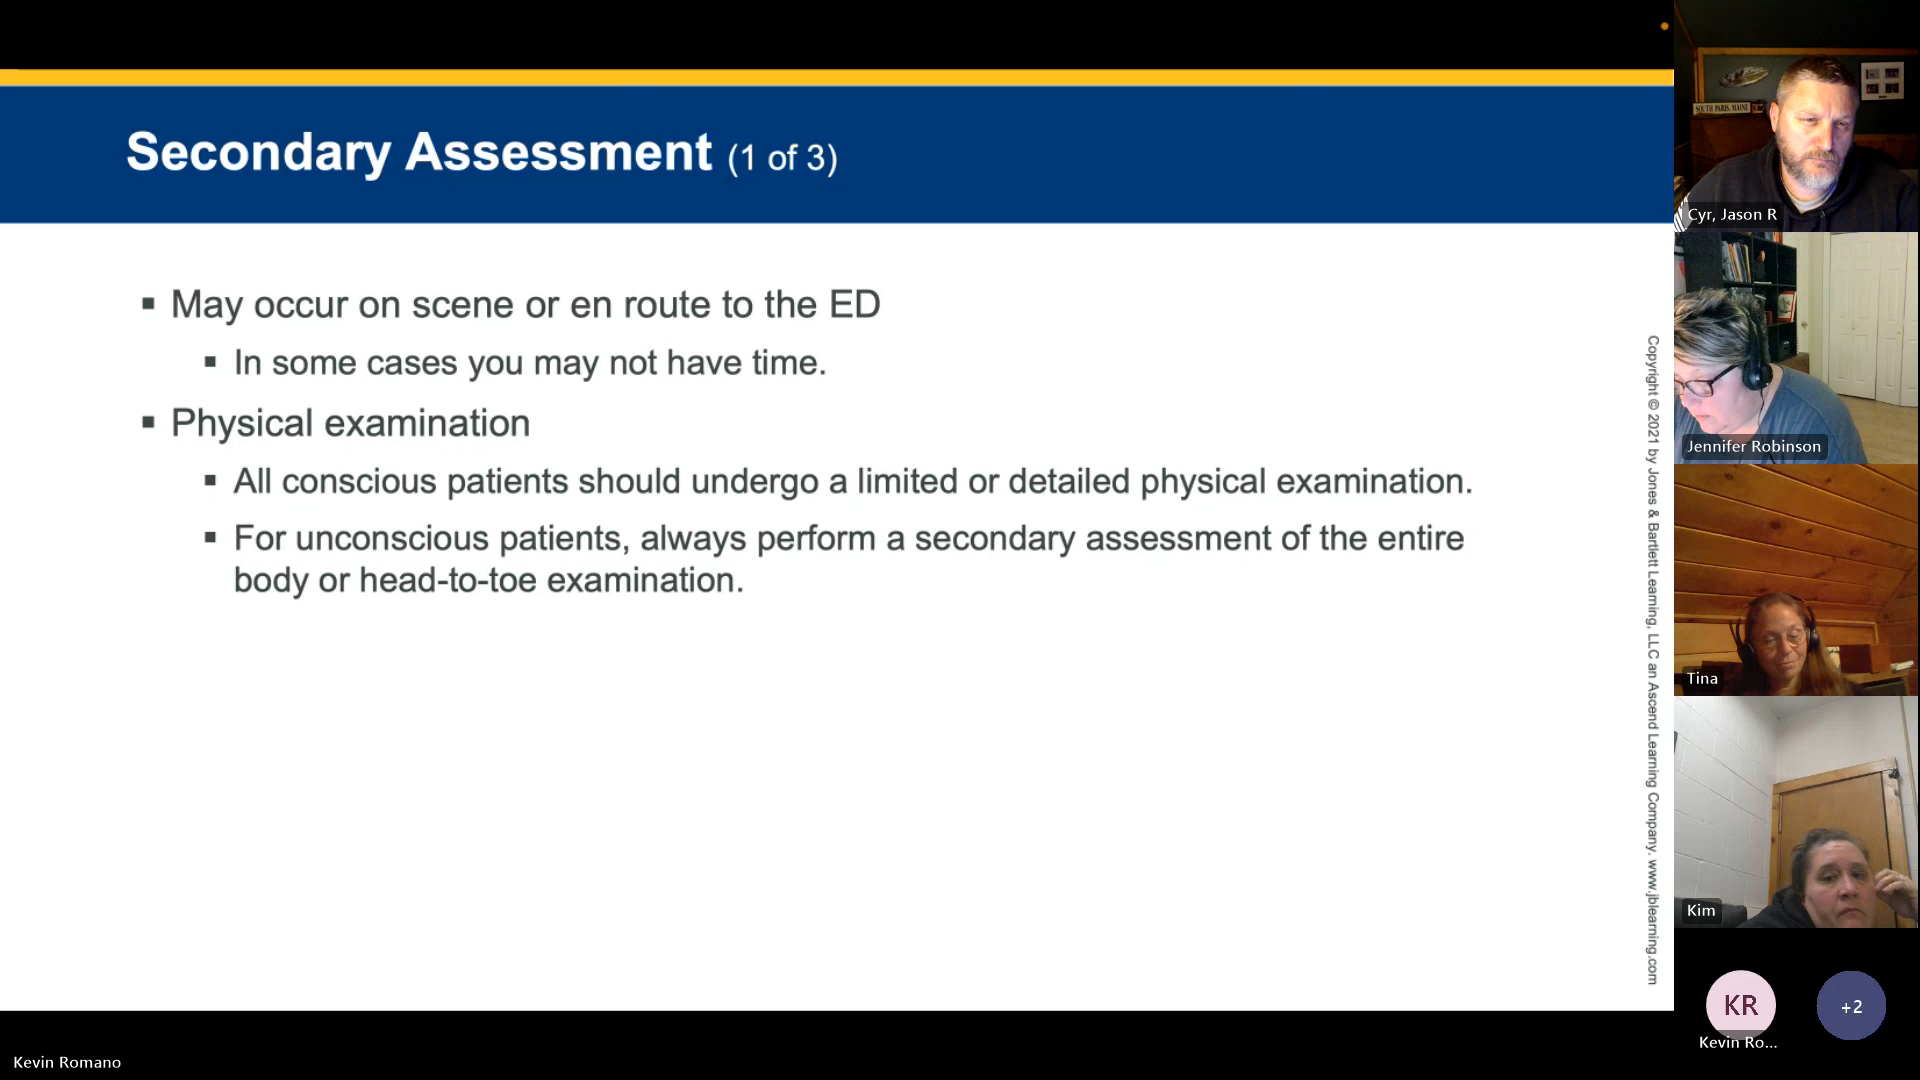 Secondary Assessment (1 of 3)
▪ May occur on scene or en route to the ED
▪ In some cases you may not have time.
▪ Physical examination
▪ All conscious patients should undergo a limited or detailed physical examination.
▪ For unconscious patients, always perform a secondary assessment of the entire
body or head-to-toe examination.
Copyright © 2021 by Jones & Bartlett Learning, LLC an Ascend Learning Company. www.jblearning.com
SOUTH PARIS, MAINE
Cyr, Jason R
Jennifer Robinson
Tina
Kim
KR
+2
Kevin Ro...
Kevin Romano